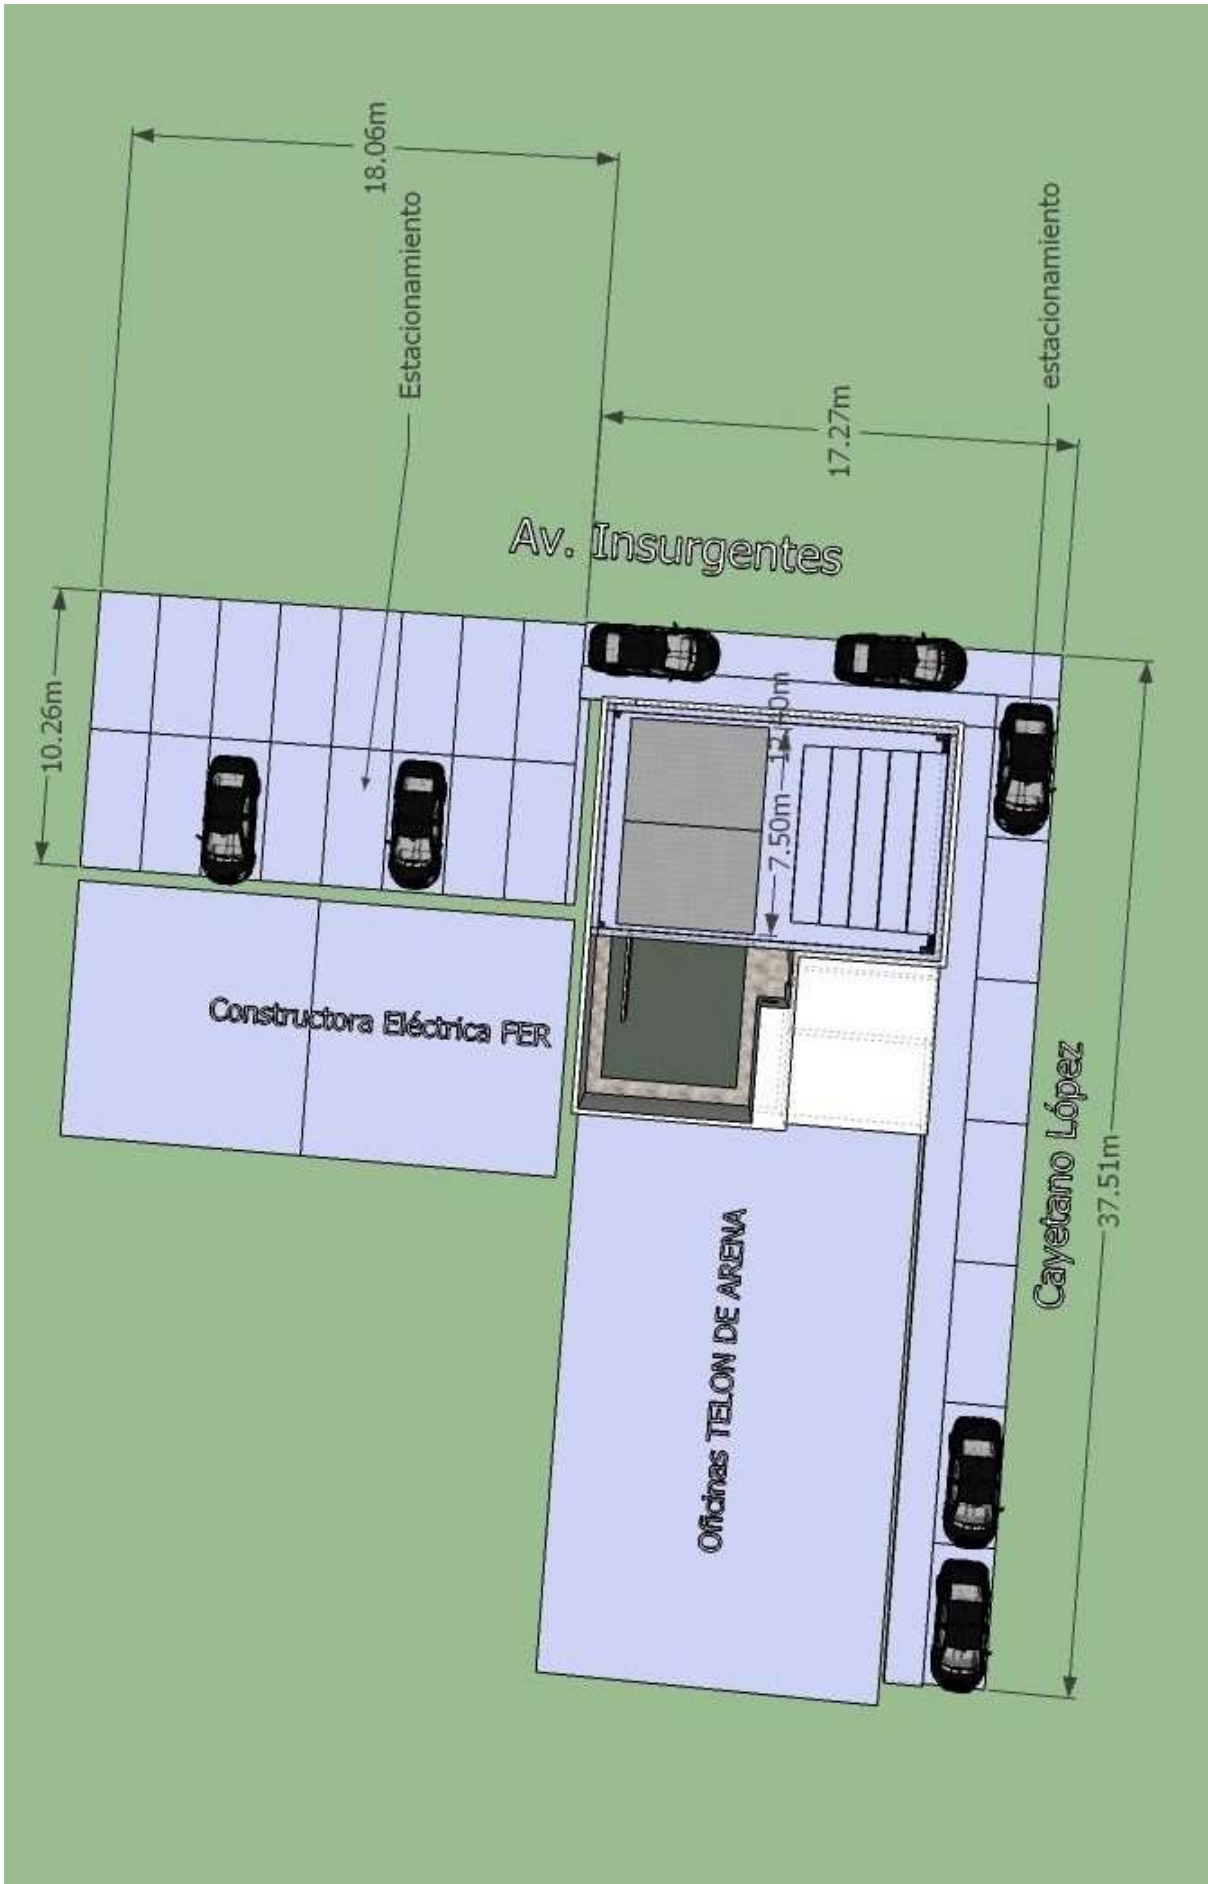 18.06m
Estacionamiento
estacionamiento
17.27m
Av. Insurgentes
10.26m
7.50m
Constructora Eléctrica FER
Cayetano López
37.51m
Oficinas TELON DE ARENA